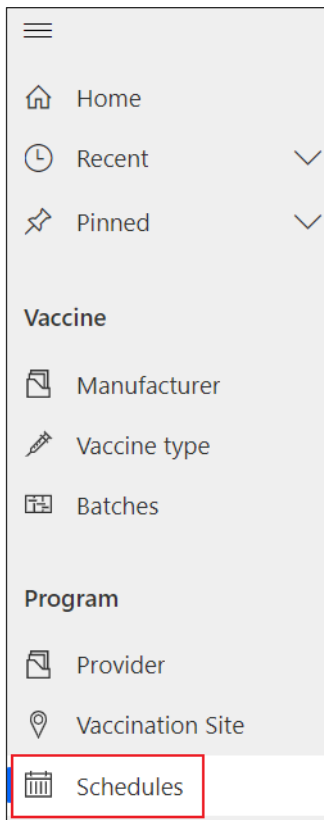 Home
Recent
Pinned
Vaccine
Manufacturer
Vaccine type
Batches
Program
Provider
Vaccination Site
Schedules